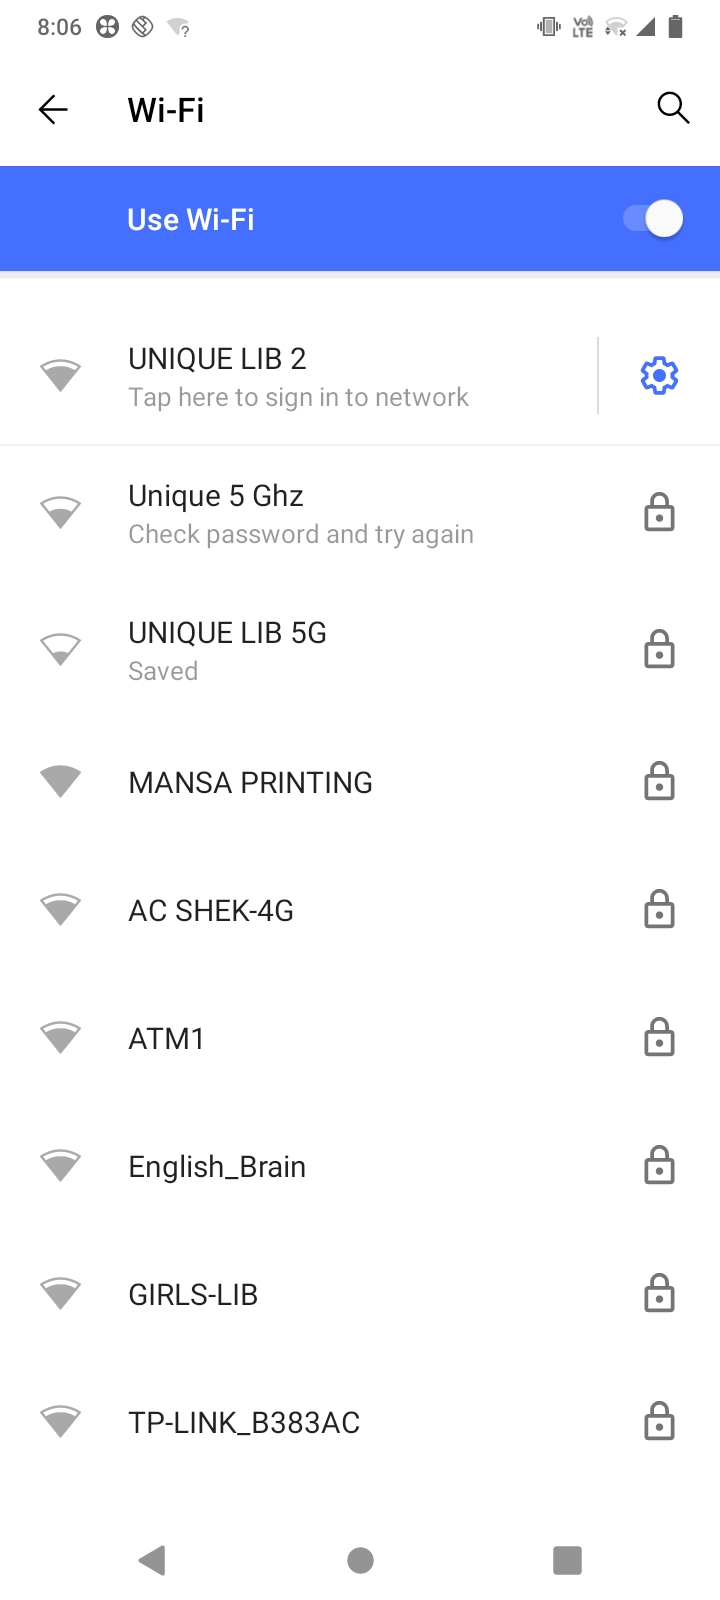 8:06
?
Vo))
LTE
Wi-Fi
Use Wi-Fi
UNIQUE LIB 2
Tap here to sign in to network
Unique 5 Ghz
Check password and try again
UNIQUE LIB 5G
Saved
MANSA PRINTING
AC SHEK-4G
ATM1
English_Brain
GIRLS-LIB
TP-LINK_B383AC